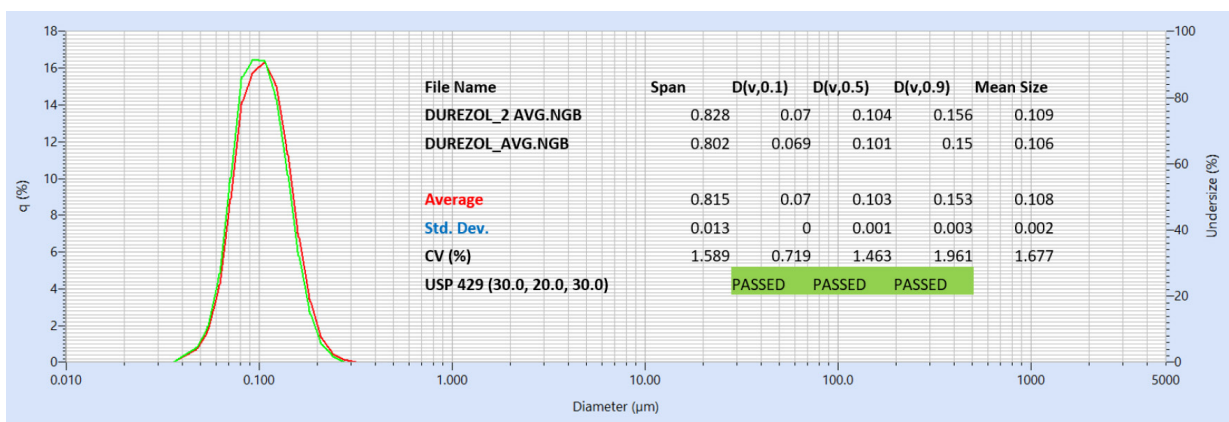 18
16
14
12
10
8
6
4
2
0
q (%)
100
80
60
40
20
0
Undersize (%)
File Name Span D(v,0.1) D(v,0.5) D(v,0.9) Mean Size
DUREZOL_2 AVG.NGB 0.828 0.07 0.104 0.156 0.109
DUREZOL_AVG.NGB 0.802 0.069 0.101 0.15 0.106
Average 0.815 0.07 0.103 0.153 0.108
Std. Dev. 0.013 0 0.001 0.003 0.002
CV (%) 1.589 0.719 1.463 1.961 1.677
USP 429 (30.0, 20.0, 30.0) PASSED PASSED PASSED
0.010 0.100 1.000 10.00 100.0 1000 5000
Diameter (µm)